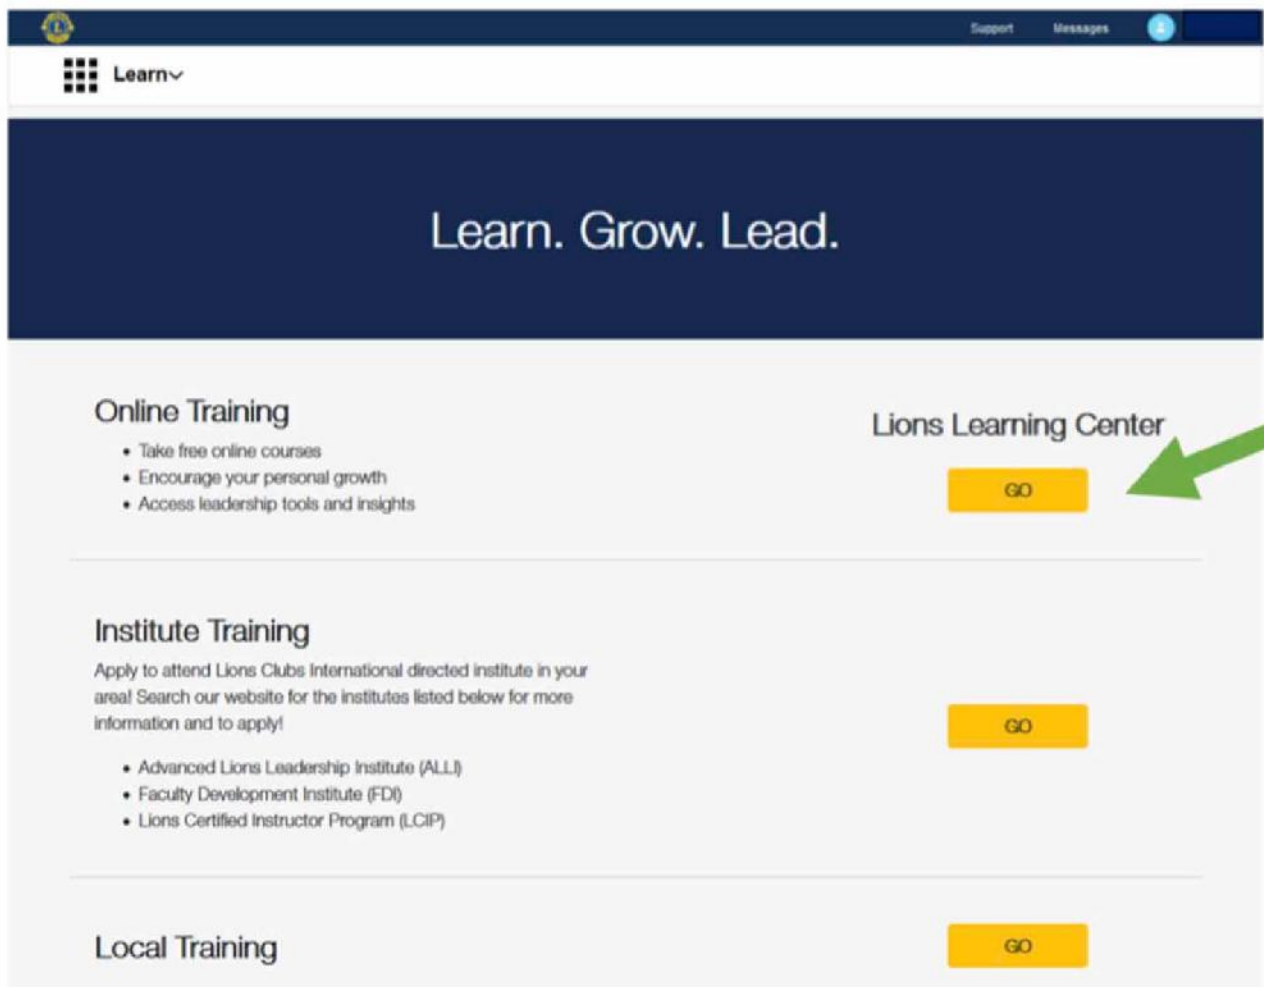 Support Messages
Learn
Learn. Grow. Lead.
Online Training
• Take free online courses
• Encourage your personal growth
• Access leadership tools and insights
Lions Learning Center
GO
Institute Training
Apply to attend Lions Clubs International directed institute in your
area! Search our website for the institutes listed below for more
information and to apply!
• Advanced Lions Leadership Institute (ALLI)
• Faculty Development Institute (FDI)
• Lions Certified Instructor Program (LCIP)
GO
Local Training
GO